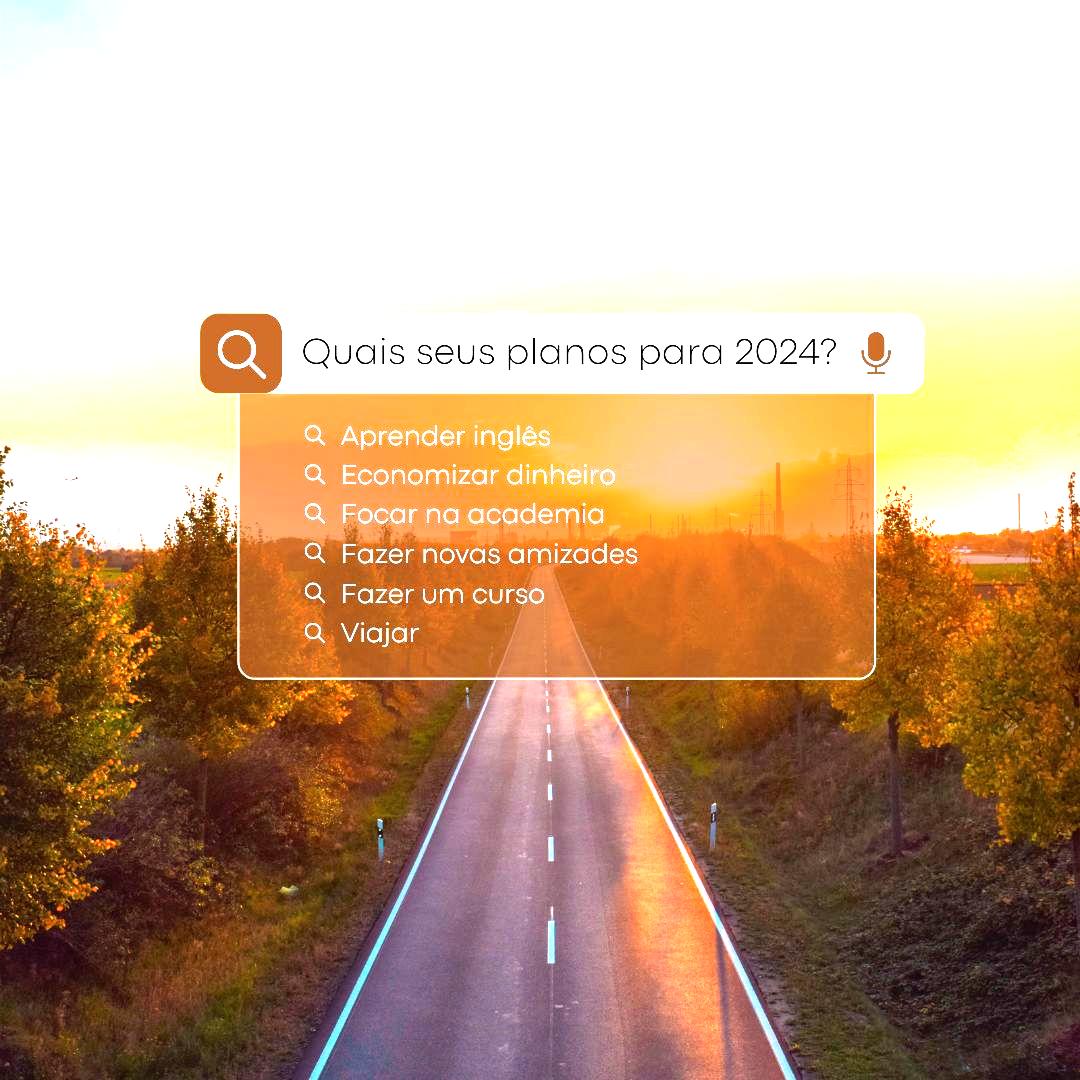 Quais seus planos para 2024?
Aprender inglês
Economizar dinheiro
Focar na academia
Fazer novas amizades
Fazer um curso
Viajar